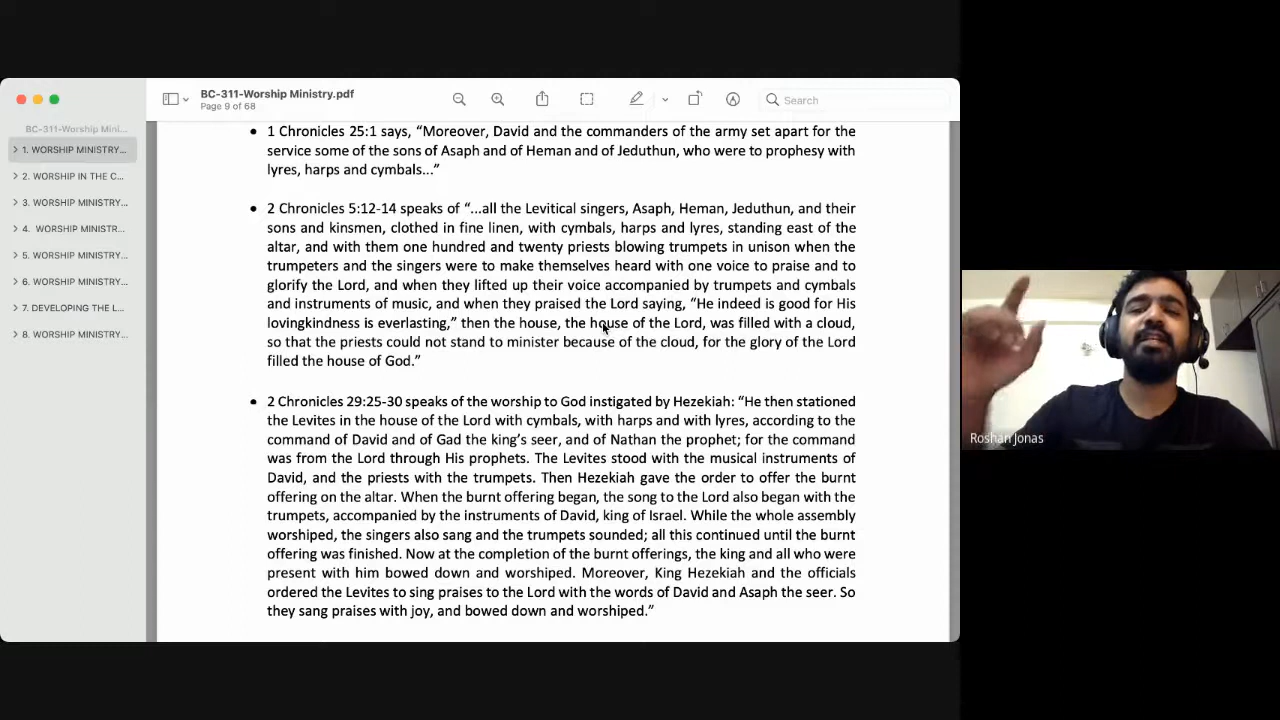 BC-311-Worship Ministry.pdf
Page 9 of 68
Search
BC-311-Worship Mini...
1. WORSHIP MINISTRY...
2. WORSHIP IN THE C...
3. WORSHIP MINISTRY...
4. WORSHIP MINISTR...
5. WORSHIP MINISTRY...
6. WORSHIP MINISTRY...
7. DEVELOPING THE L...
8. WORSHIP MINISTRY...
• 1 Chronicles 25:1 says, “Moreover, David and the commanders of the army set apart for the
service some of the sons of Asaph and of Heman and of Jeduthun, who were to prophesy with
lyres, harps and cymbals...”
• 2 Chronicles 5:12-14 speaks of “...all the Levitical singers, Asaph, Heman, Jeduthun, and their
sons and kinsmen, clothed in fine linen, with cymbals, harps and lyres, standing east of the
altar, and with them one hundred and twenty priests blowing trumpets in unison when the
trumpeters and the singers were to make themselves heard with one voice to praise and to
glorify the Lord, and when they lifted up their voice accompanied by trumpets and cymbals
and instruments of music, and when they praised the Lord saying, “He indeed is good for His
lovingkindness is everlasting,” then the house, the house of the Lord, was filled with a cloud,
so that the priests could not stand to minister because of the cloud, for the glory of the Lord
filled the house of God.”
• 2 Chronicles 29:25-30 speaks of the worship to God instigated by Hezekiah: “He then stationed
the Levites in the house of the Lord with cymbals, with harps and with lyres, according to the
command of David and of Gad the king’s seer, and of Nathan the prophet; for the command
was from the Lord through His prophets. The Levites stood with the musical instruments of
David, and the priests with the trumpets. Then Hezekiah gave the order to offer the burnt
offering on the altar. When the burnt offering began, the song to the Lord also began with the
trumpets, accompanied by the instruments of David, king of Israel. While the whole assembly
worshiped, the singers also sang and the trumpets sounded; all this continued until the burnt
offering was finished. Now at the completion of the burnt offerings, the king and all who were
present with him bowed down and worshiped. Moreover, King Hezekiah and the officials
ordered the Levites to sing praises to the Lord with the words of David and Asaph the seer. So
they sang praises with joy, and bowed down and worshiped.”
Roshan Jonas